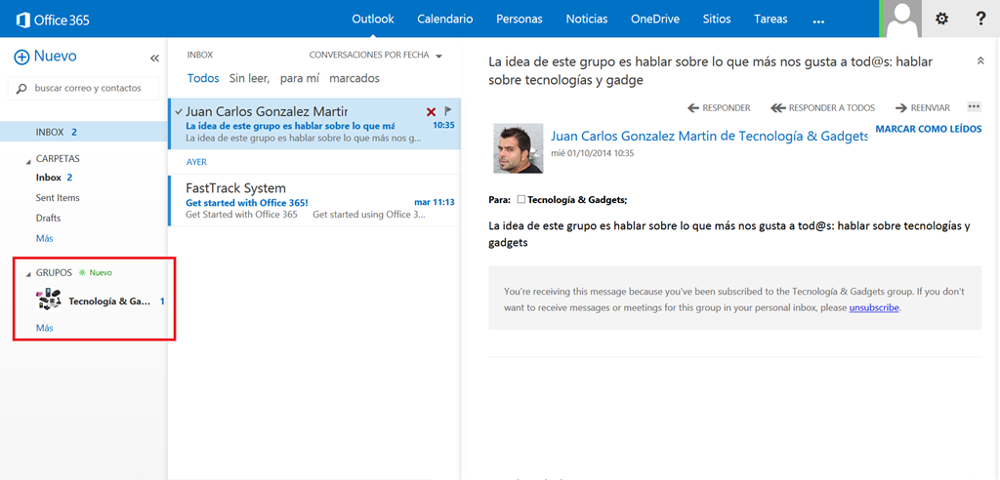 Office 365
Outlook Calendario Personas Noticias OneDrive Sitios Tareas ... ?
Nuevo «
buscar correo y contactos
INBOX 2
CARPETAS
Inbox 2
Sent Items
Drafts
Más
GRUPOS Nuevo
Tecnología & Ga... 1
Más
INBOX CONVERSACIONES POR FECHA
Todos Sin leer, para mí marcados
Juan Carlos Gonzalez Martin
La idea de este grupo es hablar sobre lo que má 10:35
La idea de este grupo es hablar sobre lo que más nos g...
AYER
FastTrack System
Get started with Office 365! mar 11:13
Get Started with Office 365 Get started using Office 3...
La idea de este grupo es hablar sobre lo que más nos gusta a tod@s: hablar
sobre tecnologías y gadge
RESPONDER RESPONDER A TODOS REENVIAR ...
MARCAR COMO LEÍDOS
Juan Carlos Gonzalez Martin de Tecnología & Gadgets
mié 01/10/2014 10:35
Para: Tecnología & Gadgets;
La idea de este grupo es hablar sobre lo que más nos gusta a tod@s: hablar sobre tecnologías y
gadgets
You're receiving this message because you've been subscribed to the Tecnología & Gadgets group. If you don't
want to receive messages or meetings for this group in your personal inbox, please unsubscribe.